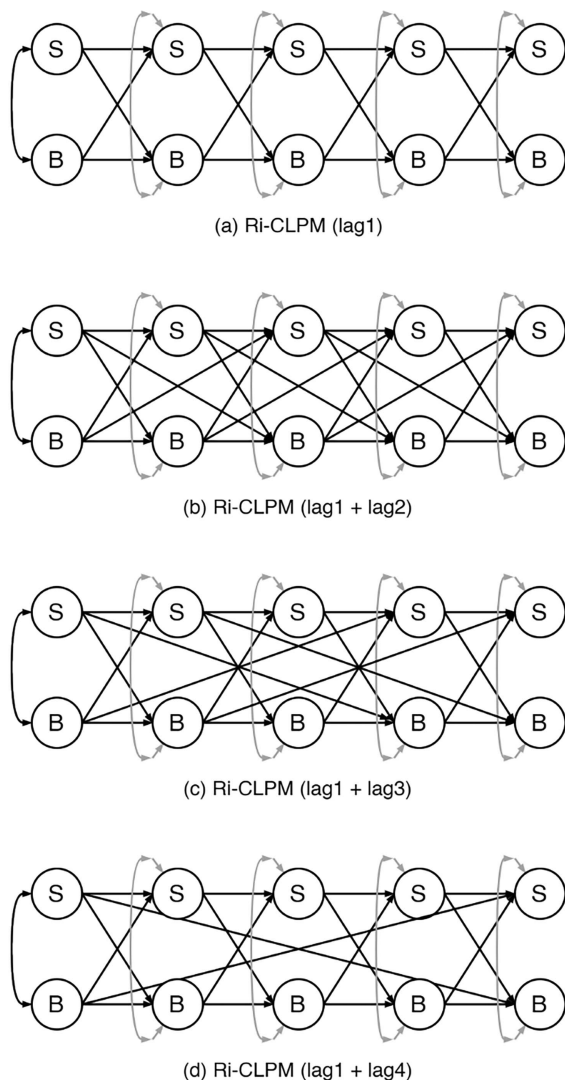 S S S S S
B B B B B
(a) Ri-CLPM (lag1)
S S S S S
B B B B B
(b) Ri-CLPM (lag1 + lag2)
S S S S S
B B B B B
(c) Ri-CLPM (lag1 + lag3)
S S S S S
B B B B B
(d) Ri-CLPM (lag1 + lag4)